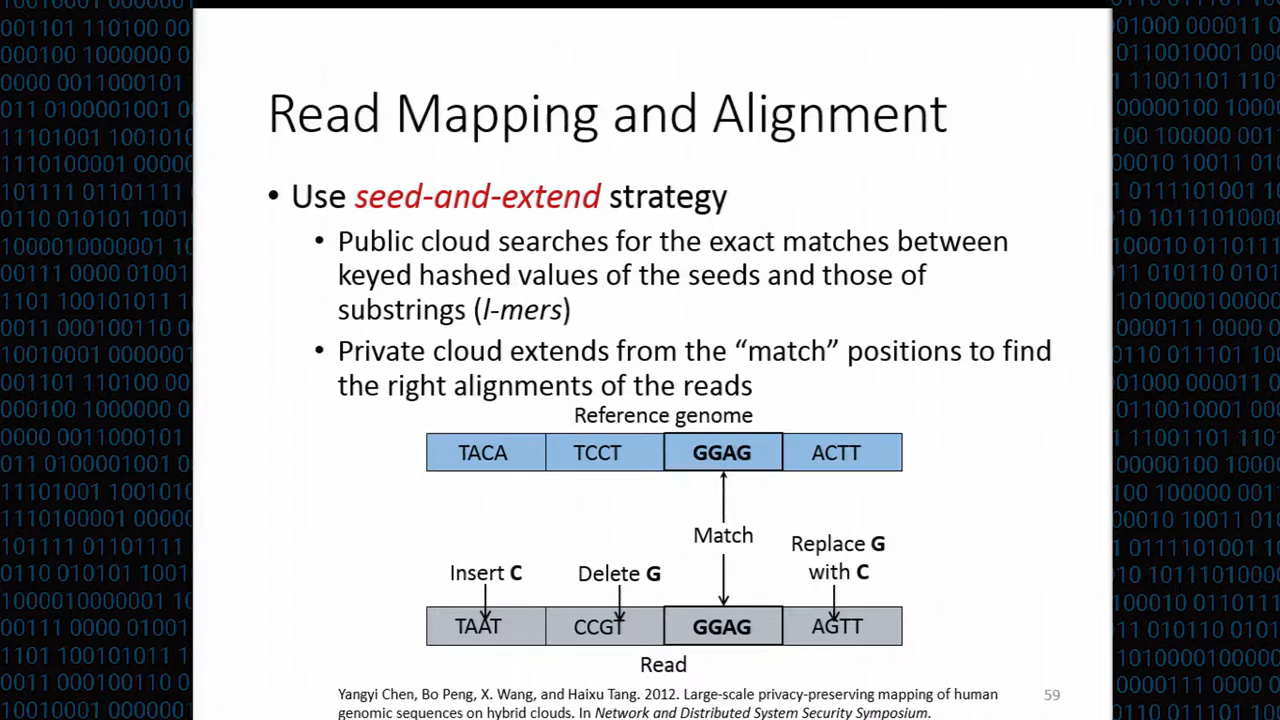 Read Mapping and Alignment
• Use seed-and-extend strategy
• Public cloud searches for the exact matches between
keyed hashed values of the seeds and those of
substrings (l-mers)
• Private cloud extends from the “match” positions to find
the right alignments of the reads
Reference genome
TACA TCCT GGAG ACTT
Match
Replace G
with C
Insert C Delete G
TAAT CCGT GGAG AGTT
Read
Yangyi Chen, Bo Peng, X. Wang, and Haixu Tang. 2012. Large-scale privacy-preserving mapping of human
genomic sequences on hybrid clouds. In Network and Distributed System Security Symposium.
59